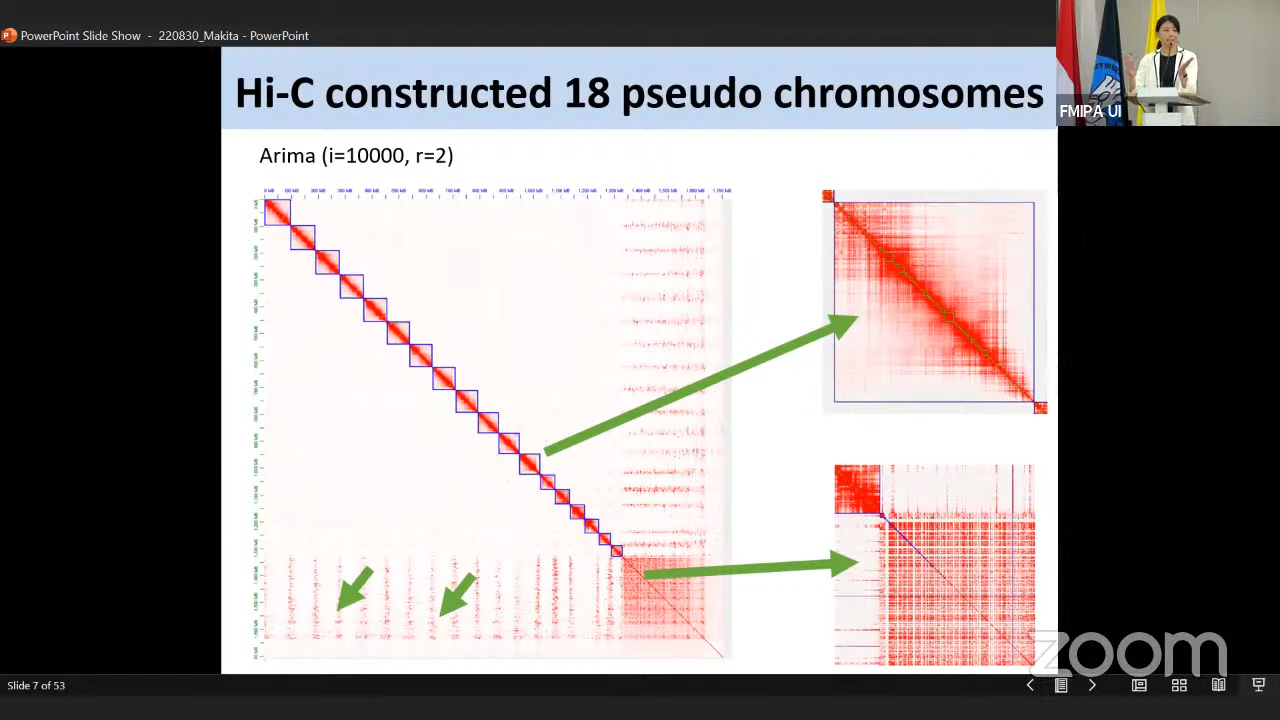 PowerPoint Slide Show - 220830_Makita - PowerPoint
FMIPA UI
Hi-C constructed 18 pseudo chromosomes
Arima (i=10000, r=2)
zoom
Slide 7 of 53